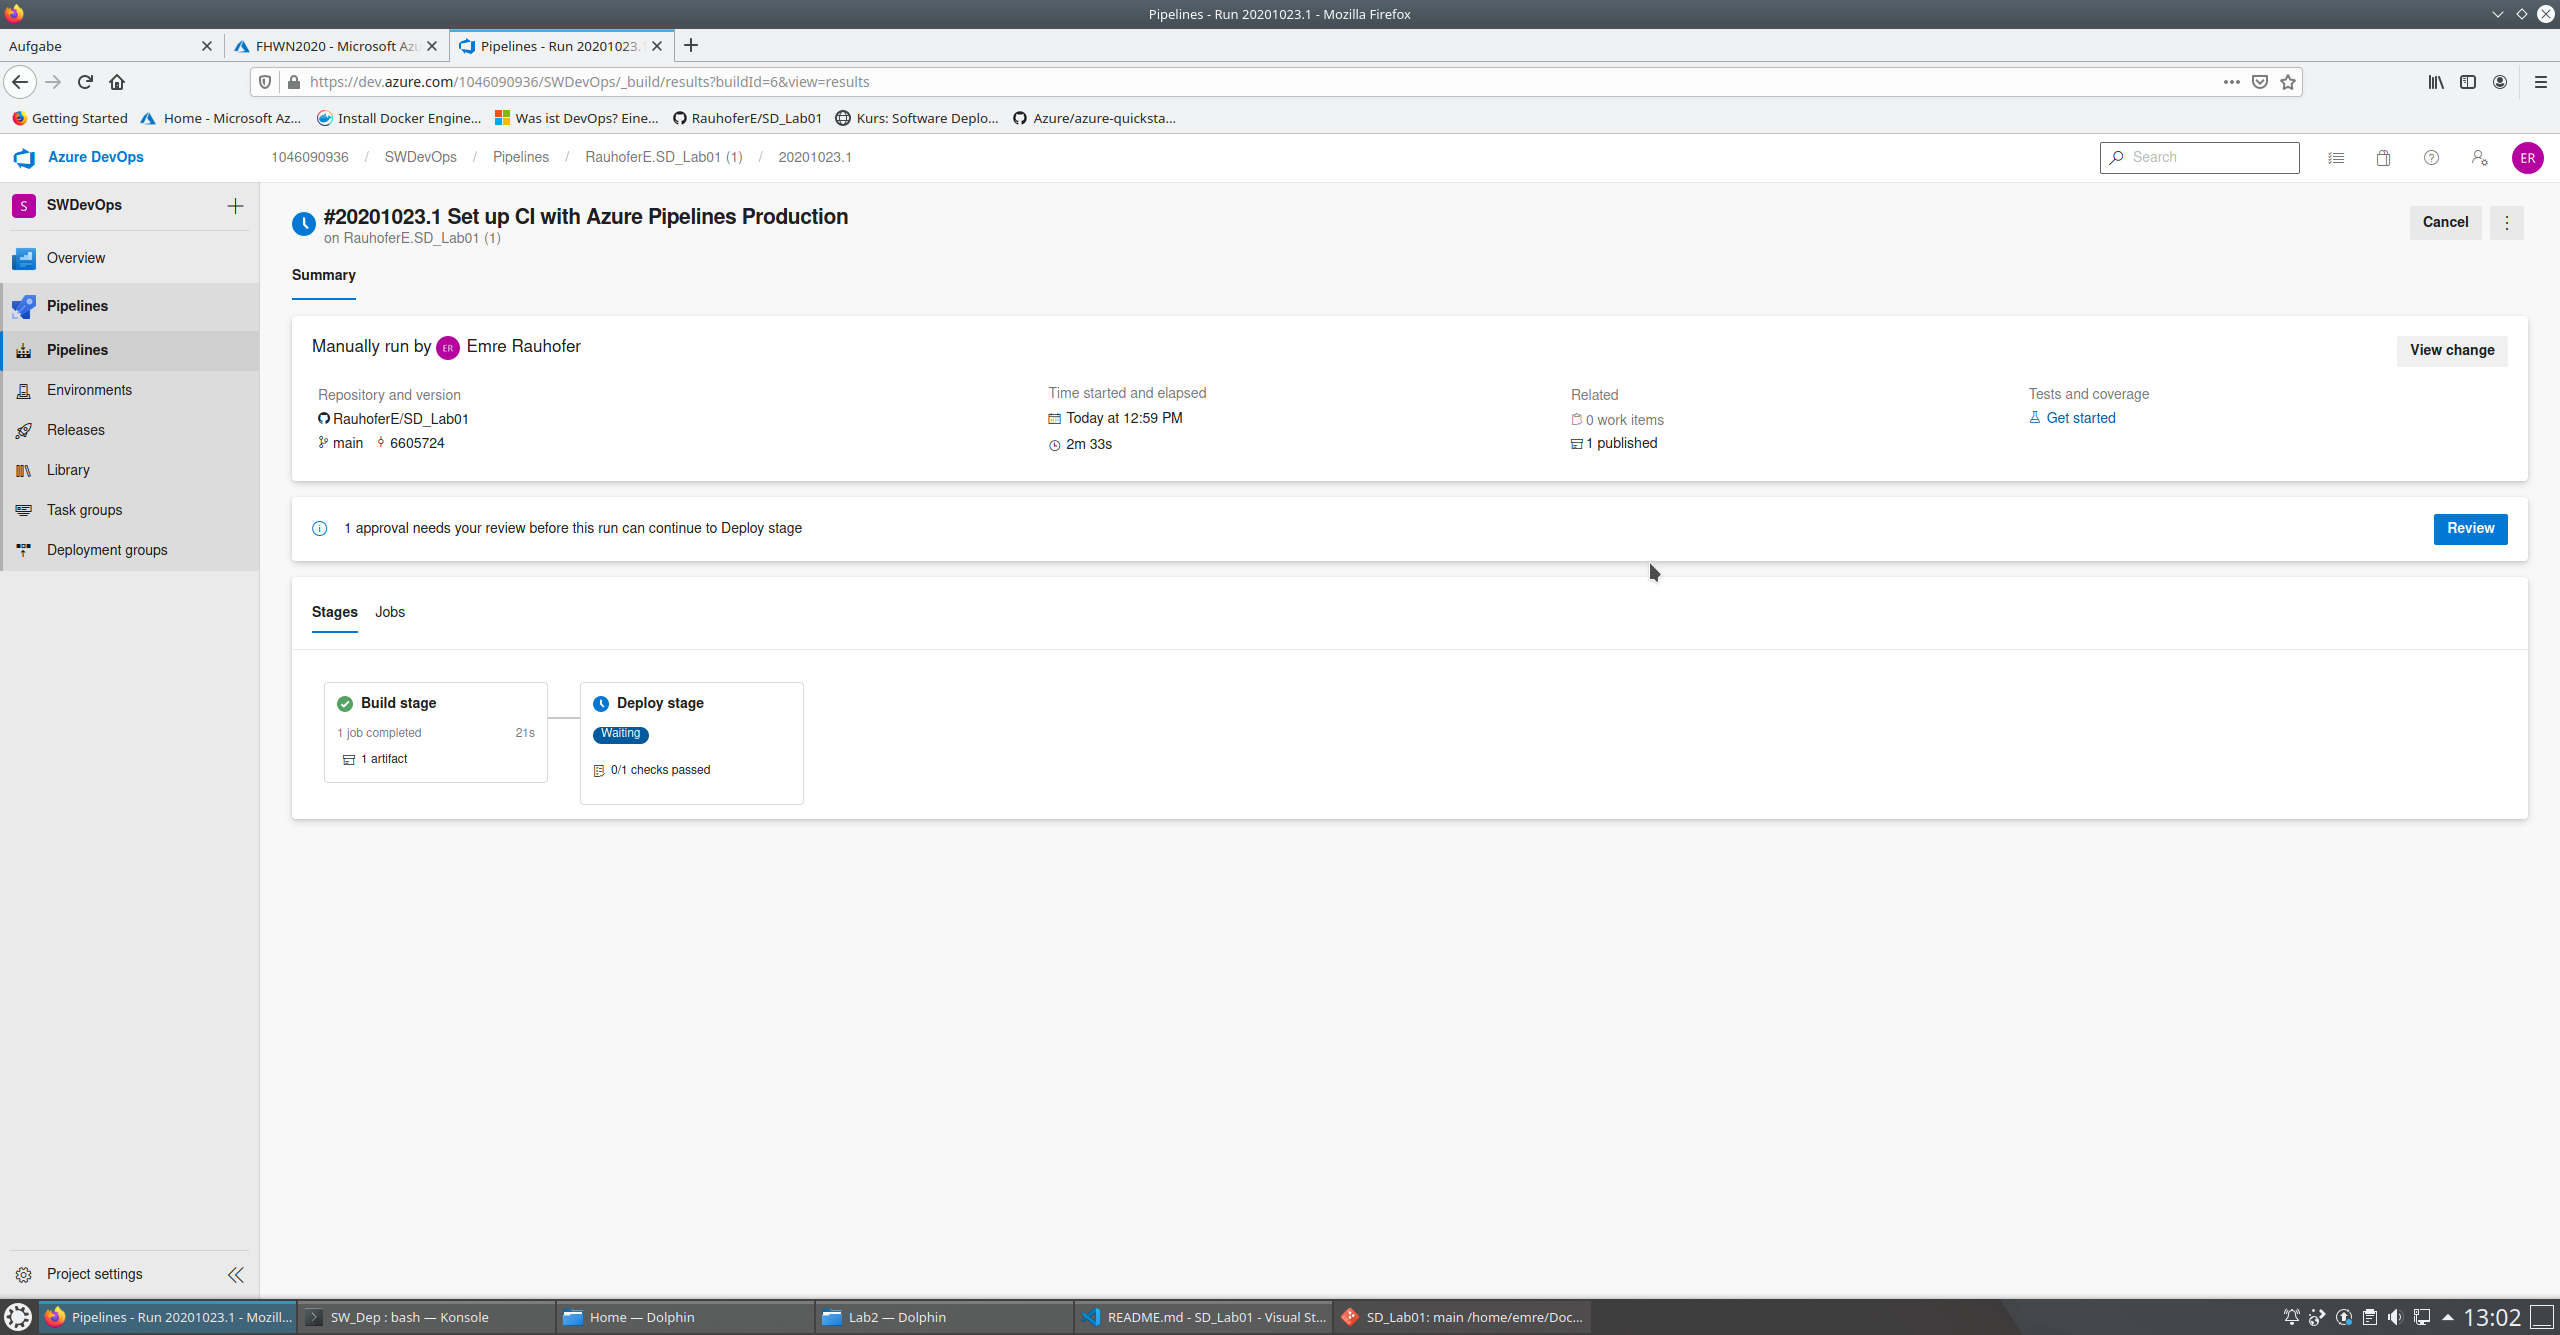 Pipelines - Run 20201023.1 - Mozilla Firefox
Aufgabe
FHWN2020 - Microsoft Azu
Pipelines - Run 20201023.1
https://dev.azure.com/1046090936/SWDevOps/_build/results?buildId=6&view=results
Getting Started
Home - Microsoft Az...
Install Docker Engine...
Was ist DevOps? Eine...
RauhoferE/SD_Lab01
Kurs: Software Deplo...
Azure/azure-quicksta...
Azure DevOps
1046090936 / SWDevOps / Pipelines / RauhoferE.SD_Lab01 (1) / 20201023.1
Search
ER
S SWDevOps
Overview
Pipelines
Pipelines
Environments
Releases
Library
Task groups
Deployment groups
Project settings
#20201023.1 Set up CI with Azure Pipelines Production
on RauhoferE.SD_Lab01 (1)
Cancel
Summary
Manually run by ER Emre Rauhofer
View change
Repository and version
RauhoferE/SD_Lab01
main 6605724
Time started and elapsed
Today at 12:59 PM
2m 33s
Related
0 work items
1 published
Tests and coverage
Get started
1 approval needs your review before this run can continue to Deploy stage
Review
Stages Jobs
Build stage
1 job completed 21s
1 artifact
Deploy stage
Waiting
0/1 checks passed
Pipelines - Run 20201023.1 - Mozill...
SW_Dep : bash — Konsole
Home — Dolphin
Lab2 — Dolphin
README.md - SD_Lab01 - Visual St...
SD_Lab01: main /home/emre/Doc...
13:02